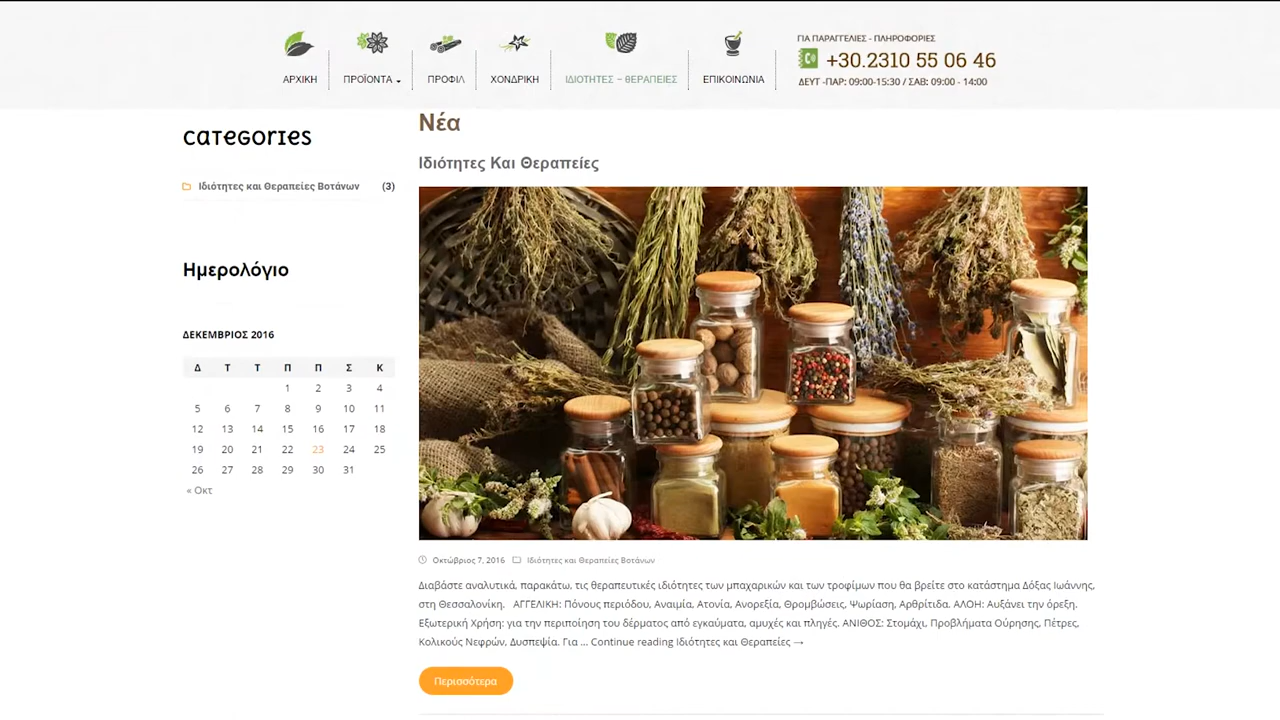 ΓΙΑ ΠΑΡΑΓΓΕΛΙΕΣ - ΠΛΗΡΟΦΟΡΙΕΣ
+30.2310 55 06 46
ΔΕΥΤ -ΠΑΡ: 09:00-15:30 / ΣΑΒ: 09:00 - 14:00
ΑΡΧΙΚΗ ΠΡΟΪΟΝΤΑ ΠΡΟΦΙΛ ΧΟΝΔΡΙΚΗ ΙΔΙΟΤΗΤΕΣ – ΘΕΡΑΠΕΙΕΣ ΕΠΙΚΟΙΝΩΝΙΑ
categories
Ιδιότητες και Θεραπείες Βοτάνων (3)
Ημερολόγιο
ΔΕΚΕΜΒΡΙΟΣ 2016
Δ Τ Τ Π Π Σ Κ
1 2 3 4
5 6 7 8 9 10 11
12 13 14 15 16 17 18
19 20 21 22 23 24 25
26 27 28 29 30 31
« Οκτ
Νέα
Ιδιότητες Και Θεραπείες
Οκτώβριος 7, 2016 Ιδιότητες και Θεραπείες Βοτάνων
Διαβάστε αναλυτικά, παρακάτω, τις θεραπευτικές ιδιότητες των μπαχαρικών και των τροφίμων που θα βρείτε στο κατάστημα Δόξας Ιωάννης,
στη Θεσσαλονίκη. ΑΓΓΕΛΙΚΗ: Πόνους περιόδου, Αναιμία, Ατονία, Ανορεξία, Θρομβώσεις, Ψωρίαση, Αρθρίτιδα. ΑΛΟΗ: Αυξάνει την όρεξη.
Εξωτερική Χρήση: για την περιποίηση του δέρματος από εγκαύματα, αμυχές και πληγές. ΑΝΙΘΟΣ: Στομάχι, Προβλήματα Ούρησης, Πέτρες,
Κολικούς Νεφρών, Δυσπεψία. Για ... Continue reading Ιδιότητες και Θεραπείες →
Περισσότερα